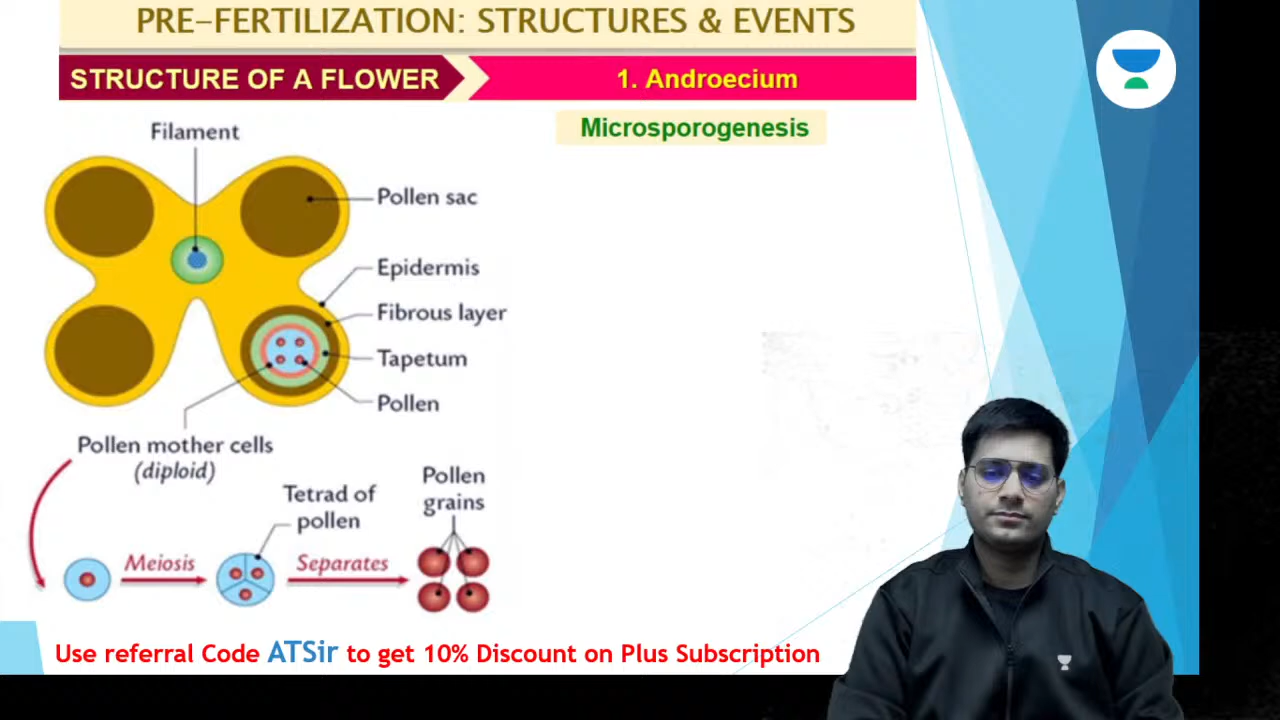 PRE-FERTILIZATION: STRUCTURES & EVENTS
STRUCTURE OF A FLOWER
1. Androecium
Microsporogenesis
Filament
Pollen sac
Epidermis
Fibrous layer
Tapetum
Pollen
Pollen mother cells
(diploid)
Tetrad of
pollen
Pollen
grains
Meiosis
Separates
Use referral Code ATSir to get 10% Discount on Plus Subscription